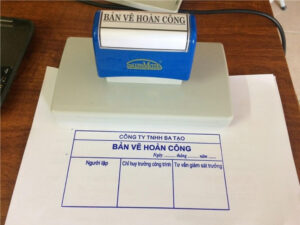 BẢN VẼ HOÀN CÔNG
CÔNG TY TNHH BA TẠO
BẢN VẼ HOÀN CÔNG
Ngày ...... tháng ...... năm ......
Người lập
Chỉ huy trưởng công trình
Tư vấn giám sát trưởng